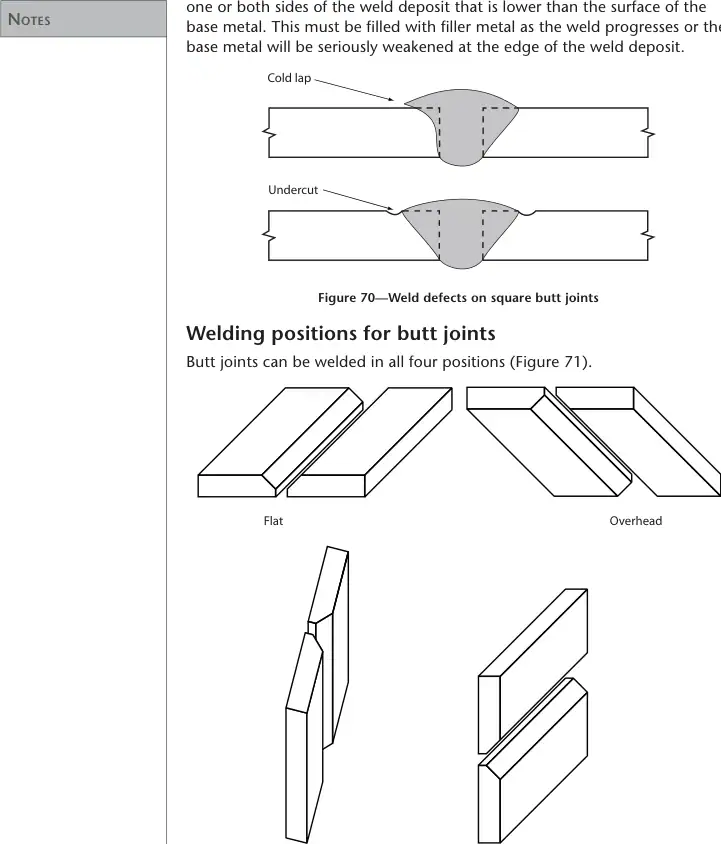 NOTES
one or both sides of the weld deposit that is lower than the surface of the
base metal. This must be filled with filler metal as the weld progresses or the
base metal will be seriously weakened at the edge of the weld deposit.
Cold lap
Undercut
Figure 70—Weld defects on square butt joints
Welding positions for butt joints
Butt joints can be welded in all four positions (Figure 71).
Flat
Overhead